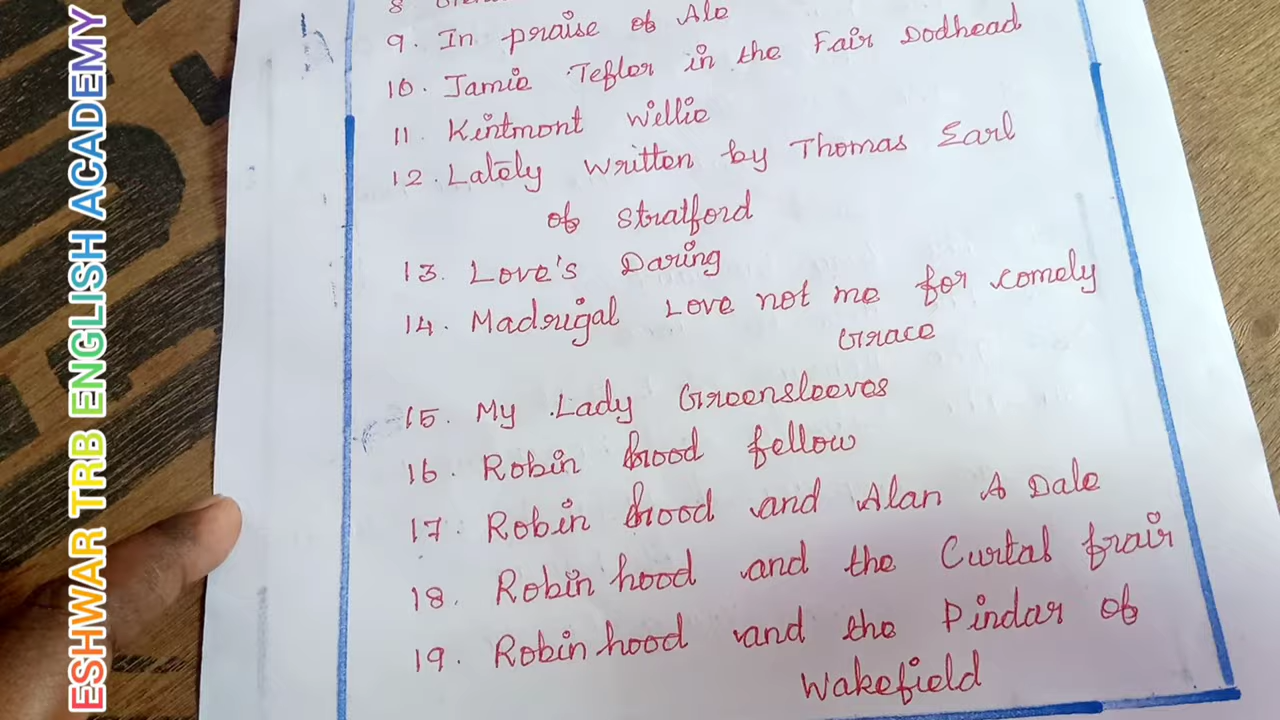 ESHWAR TRB ENGLISH ACADEMY
8
9. In praise of Ale
10. Jamie Tefler in the Fair Dodhead
11. Kintmont Willie
12. Lately Written by Thomas Earl
of Stratford
13. Love's Daring
14. Madrigal Love not me for comely
Grace
15. My Lady Greensleeves
16. Robin hood fellow
17. Robin hood and Alan A Dale
18. Robin hood and the Curtal frair
19. Robin hood and the Pindar of
Wakefield